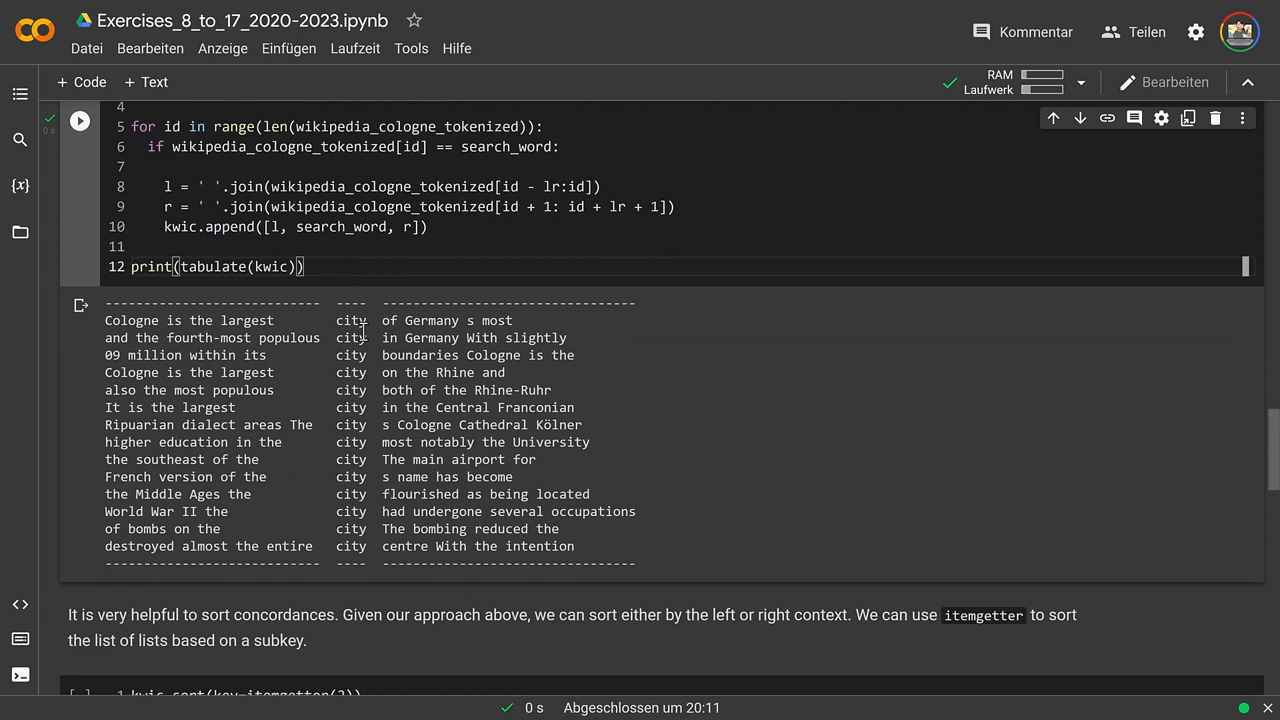 Exercises_8_to_17_2020-2023.ipynb
Kommentar
Teilen
Datei Bearbeiten Anzeige Einfügen Laufzeit Tools Hilfe
+ Code + Text
RAM
Laufwerk
Bearbeiten
4
5 for id in range(len(wikipedia_cologne_tokenized)):
6 if wikipedia_cologne_tokenized[id] == search_word:
7
8 l = ' '.join(wikipedia_cologne_tokenized[id - lr:id])
9 r = ' '.join(wikipedia_cologne_tokenized[id + 1: id + lr + 1])
10 kwic.append([l, search_word, r])
11
12 print(tabulate(kwic))
0s
{x}
---------------------------- ---- ---------------------------------
Cologne is the largest city of Germany s most
and the fourth-most populous city in Germany With slightly
09 million within its city boundaries Cologne is the
Cologne is the largest city on the Rhine and
also the most populous city both of the Rhine-Ruhr
It is the largest city in the Central Franconian
Ripuarian dialect areas The city s Cologne Cathedral Kölner
higher education in the city most notably the University
the southeast of the city The main airport for
French version of the city s name has become
the Middle Ages the city flourished as being located
World War II the city had undergone several occupations
of bombs on the city The bombing reduced the
destroyed almost the entire city centre With the intention
---------------------------- ---- ---------------------------------
It is very helpful to sort concordances. Given our approach above, we can sort either by the left or right context. We can use itemgetter to sort
the list of lists based on a subkey.
[ ] 1 kwic.sort(key=itemgetter(2))
0 s Abgeschlossen um 20:11